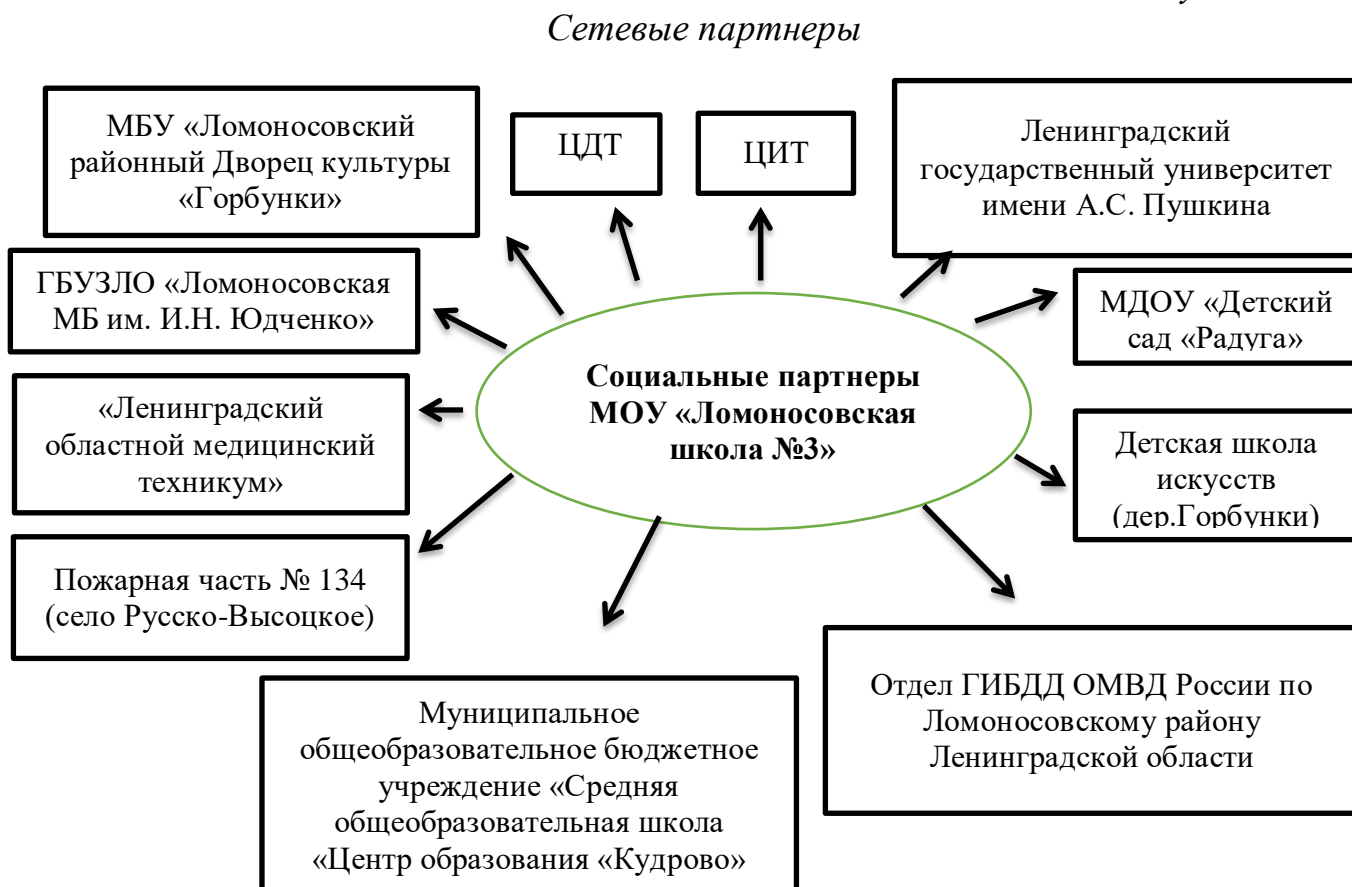 Сетевые партнеры
МБУ «Ломоносовский
районный Дворец культуры
«Горбунки»
ЦДТ
ЦИТ
Ленинградский
государственный университет
имени А.С. Пушкина
ГБУЗЛО «Ломоносовская
МБ им. И.Н. Юдченко»
МДОУ «Детский
сад «Радуга»
Социальные партнеры
МОУ «Ломоносовская
школа №3»
«Ленинградский
областной медицинский
техникум»
Детская школа
искусств
(дер.Горбунки)
Пожарная часть № 134
(село Русско-Высоцкое)
Муниципальное
общеобразовательное бюджетное
учреждение «Средняя
общеобразовательная школа
«Центр образования «Кудрово»
Отдел ГИБДД ОМВД России по
Ломоносовскому району
Ленинградской области